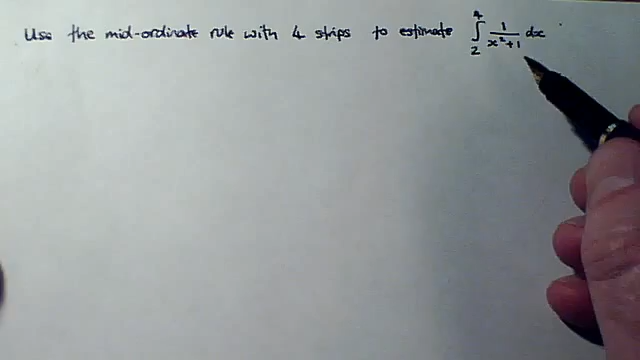 Use the mid-ordinate rule with 4 strips to estimate ∫₂⁴ 1/(x²+1) dx